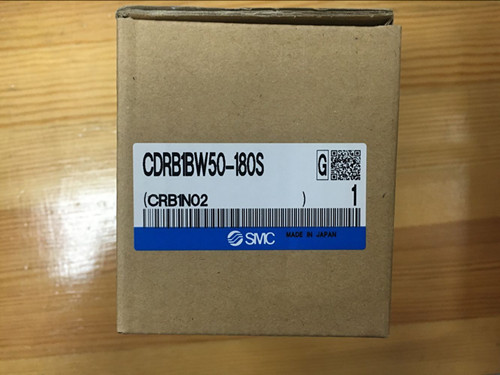 CDRB1BW50-180S G
(CRB1N02 ) 1
SMC MADE IN JAPAN